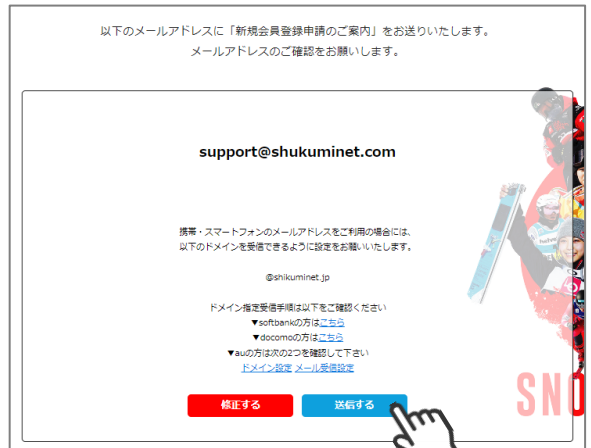 以下のメールアドレスに「新規会員登録申請のご案内」をお送りいたします。
メールアドレスのご確認をお願いします。
support@shukuminet.com
携帯・スマートフォンのメールアドレスをご利用の場合には、
以下のドメインを受信できるように設定をお願いいたします。
@shikuminet.jp
ドメイン指定受信手順は以下をご確認ください
▼softbankの方はこちら
▼docomoの方はこちら
▼auの方は次の2つを確認して下さい
ドメイン設定 メール受信設定
修正する 送信する
SNO